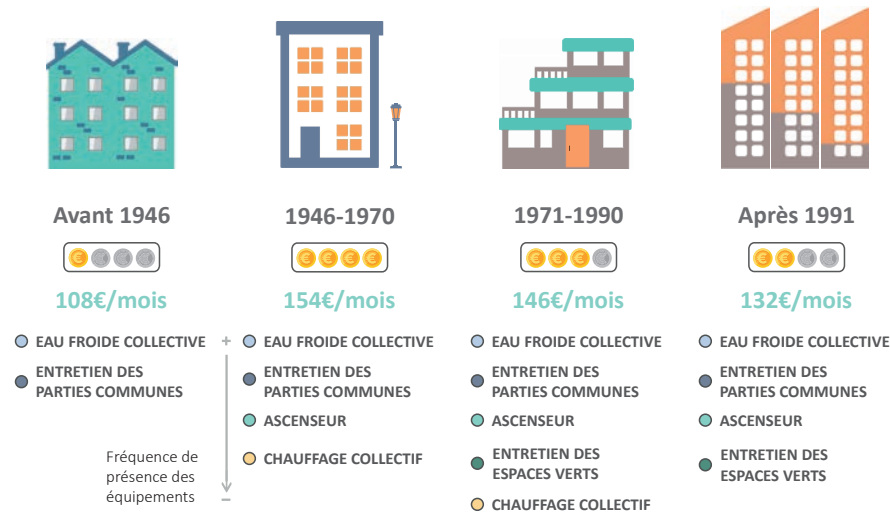 Avant 1946
108€/mois
EAU FROIDE COLLECTIVE
ENTRETIEN DES
PARTIES COMMUNES
+
Fréquence de
présence des
équipements
–
1946-1970
154€/mois
EAU FROIDE COLLECTIVE
ENTRETIEN DES
PARTIES COMMUNES
ASCENSEUR
CHAUFFAGE COLLECTIF
1971-1990
146€/mois
EAU FROIDE COLLECTIVE
ENTRETIEN DES
PARTIES COMMUNES
ASCENSEUR
ENTRETIEN DES
ESPACES VERTS
CHAUFFAGE COLLECTIF
Après 1991
132€/mois
EAU FROIDE COLLECTIVE
ENTRETIEN DES
PARTIES COMMUNES
ASCENSEUR
ENTRETIEN DES
ESPACES VERTS